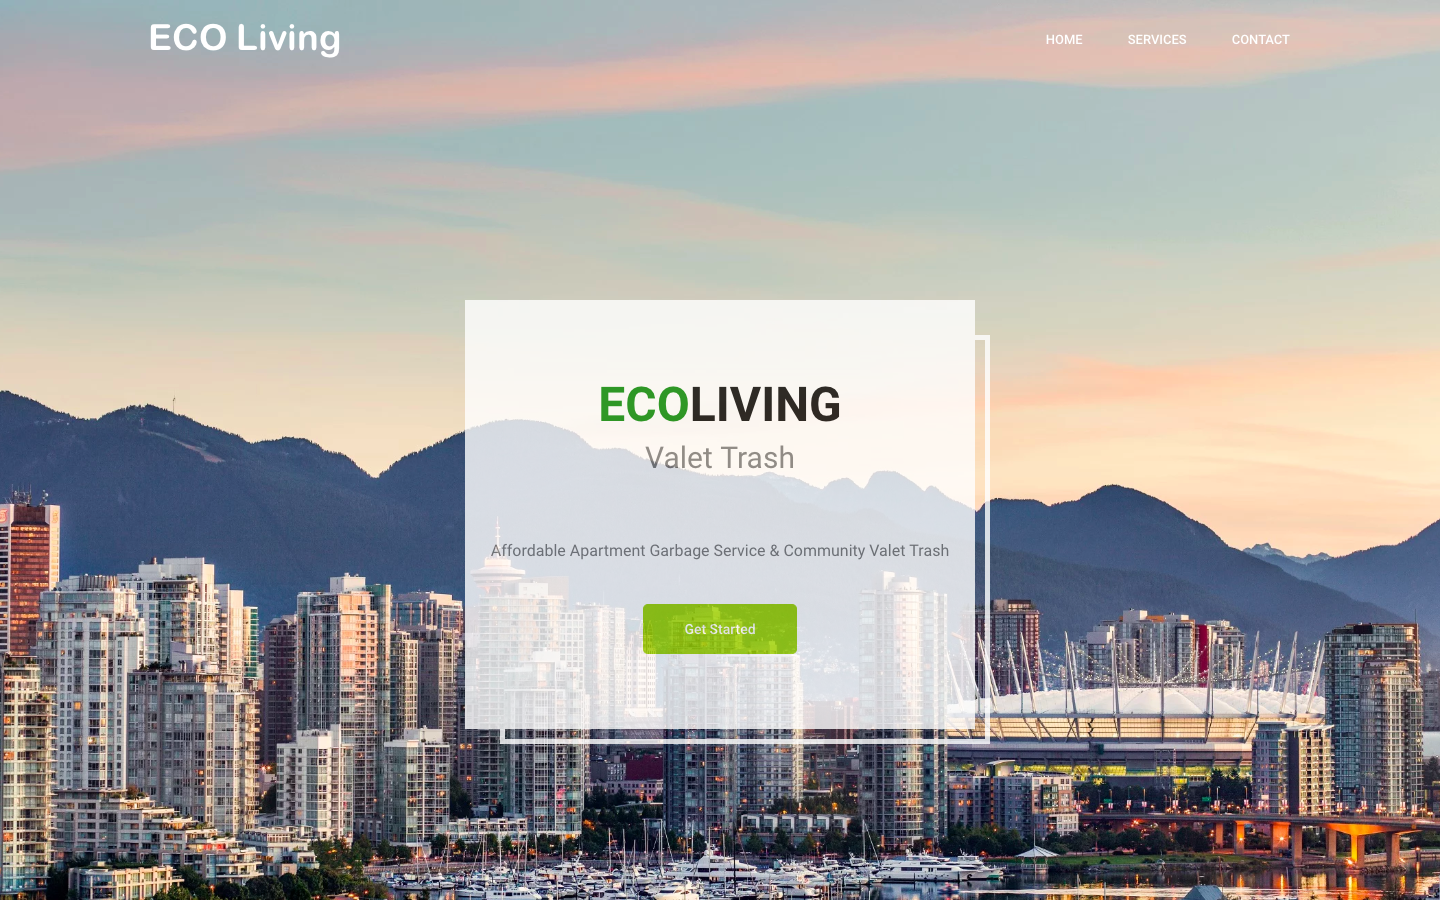 ECO Living
HOME SERVICES CONTACT
ECOLIVING
Valet Trash
Affordable Apartment Garbage Service & Community Valet Trash
Get Started